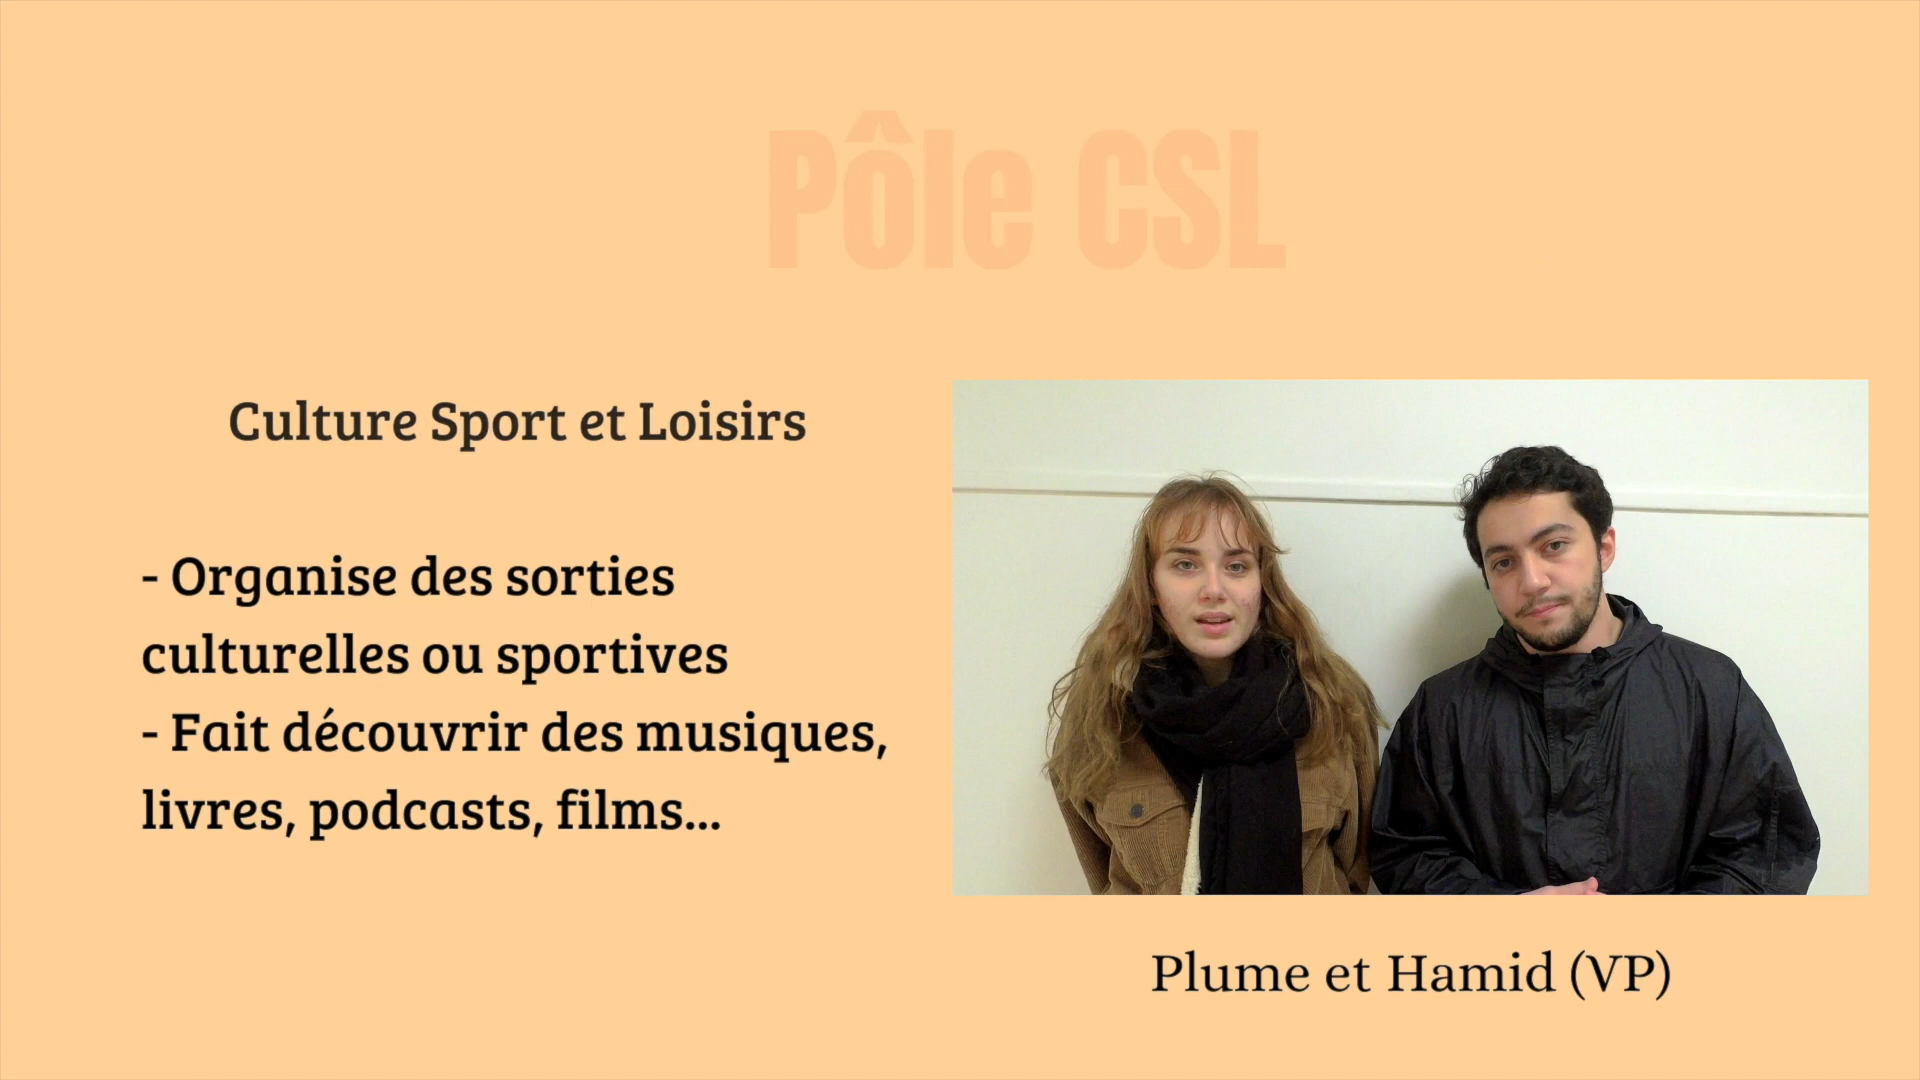 Pôle CSL
Culture Sport et Loisirs
- Organise des sorties
culturelles ou sportives
- Fait découvrir des musiques,
livres, podcasts, films...
Plume et Hamid (VP)